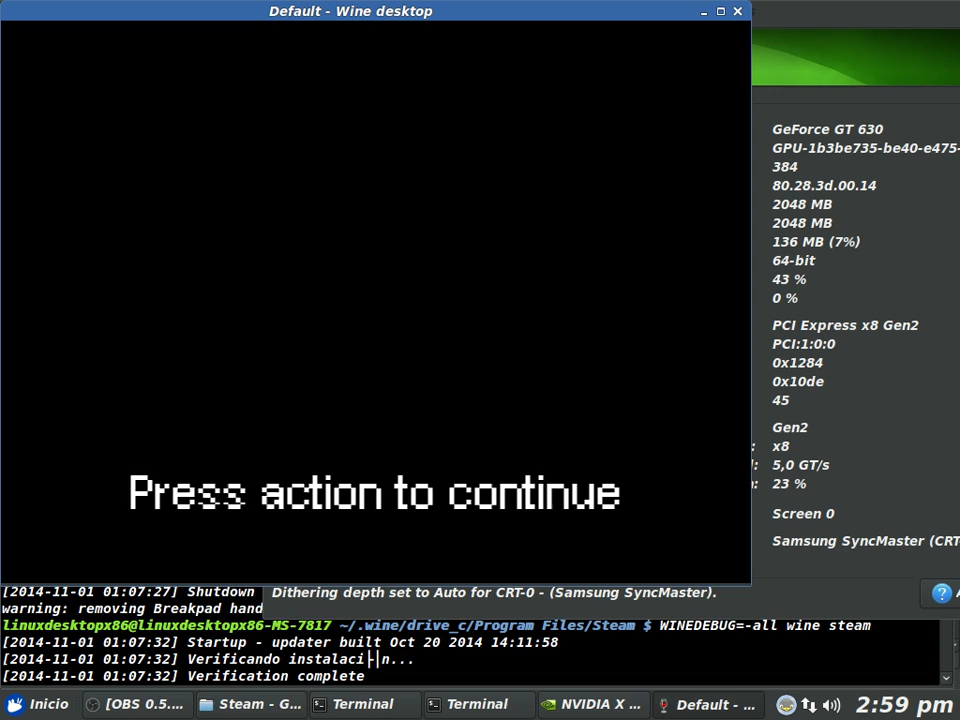 Default - Wine desktop
GeForce GT 630
GPU-1b3be735-be40-e475-
384
80.28.3d.00.14
2048 MB
2048 MB
136 MB (7%)
64-bit
43 %
0 %
PCI Express x8 Gen2
PCI:1:0:0
0x1284
0x10de
45
Gen2
: x8
: 5,0 GT/s
: 23 %
Screen 0
Samsung SyncMaster (CRT-
Press action to continue
[2014-11-01 01:07:27] Shutdown
Dithering depth set to Auto for CRT-0 - (Samsung SyncMaster).
warning: removing Breakpad hand
linuxdesktopx86@linuxdesktopx86-MS-7817 ~/.wine/drive_c/Program Files/Steam $ WINEDEBUG=-all wine steam
[2014-11-01 01:07:32] Startup - updater built Oct 20 2014 14:11:58
[2014-11-01 01:07:32] Verificando instalaci├│n...
[2014-11-01 01:07:32] Verification complete
Inicio [OBS 0.5.... Steam - G... Terminal Terminal NVIDIA X ... Default - ... 2:59 pm